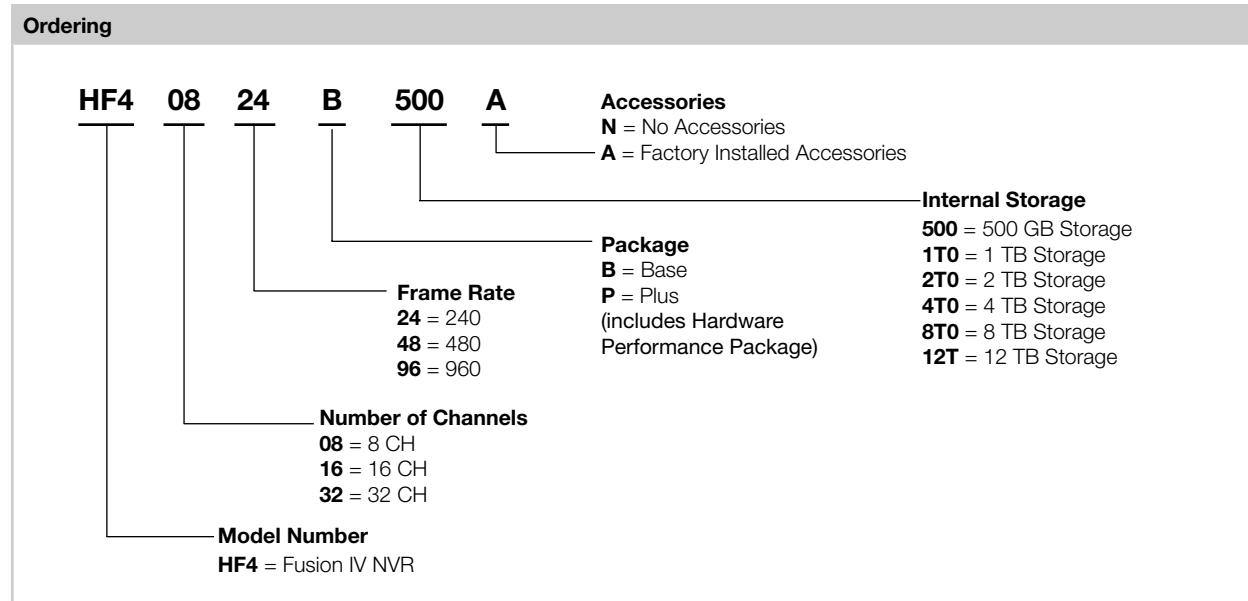 Ordering
HF4 08 24 B 500 A
Accessories
N = No Accessories
A = Factory Installed Accessories
Internal Storage
500 = 500 GB Storage
1T0 = 1 TB Storage
2T0 = 2 TB Storage
4T0 = 4 TB Storage
8T0 = 8 TB Storage
12T = 12 TB Storage
Package
B = Base
P = Plus
(includes Hardware
Performance Package)
Frame Rate
24 = 240
48 = 480
96 = 960
Number of Channels
08 = 8 CH
16 = 16 CH
32 = 32 CH
Model Number
HF4 = Fusion IV NVR